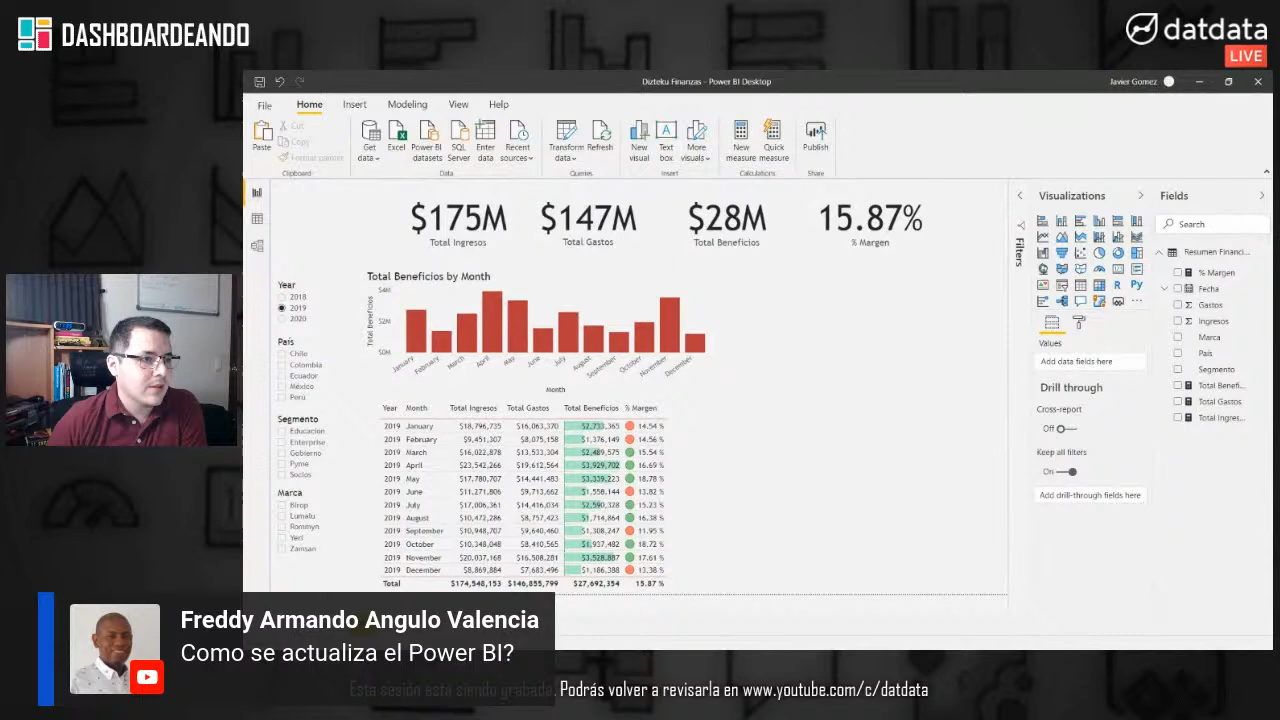 DASHBOARDEANDO
datdata
LIVE
Dizteku Finanzas - Power BI Desktop
Javier Gomez
File Home Insert Modeling View Help
Paste
Cut
Copy
Format painter
Clipboard
Get data
Excel
Power BI datasets
SQL Server
Enter data
Recent sources
Data
Transform data
Refresh
Queries
New visual
Text box
More visuals
Insert
New measure
Quick measure
Calculations
Publish
Share
$175M $147M $28M 15.87%
Total Ingresos Total Gastos Total Beneficios % Margen
Year
2018
2019
2020
País
Chile
Colombia
Ecuador
México
Perú
Segmento
Educación
Enterprise
Gobierno
Pyme
Socios
Marca
Birop
Lumalu
Rommyn
Yeri
Zamsan
Total Beneficios by Month
Total Beneficios
$4M
$2M
$0M
January February March April May June July August September October November December
Month
Year Month Total Ingresos Total Gastos Total Beneficios % Margen
2019 January $18,796,735 $16,063,370 $2,733,365 14.54 %
2019 February $9,451,307 $8,075,158 $1,376,149 14.56 %
2019 March $16,022,878 $13,533,304 $2,489,575 15.54 %
2019 April $23,542,266 $19,612,564 $3,929,702 16.69 %
2019 May $17,780,707 $14,441,483 $3,339,223 18.78 %
2019 June $11,271,806 $9,713,662 $1,558,144 13.82 %
2019 July $17,006,361 $14,416,034 $2,590,328 15.23 %
2019 August $10,472,286 $8,757,423 $1,714,864 16.38 %
2019 September $10,948,707 $9,640,460 $1,308,247 11.95 %
2019 October $10,348,048 $8,410,565 $1,937,482 18.72 %
2019 November $20,037,168 $16,508,281 $3,528,887 17.61 %
2019 December $8,869,884 $7,683,496 $1,186,388 13.38 %
Total $174,548,153 $146,855,799 $27,692,354 15.87 %
Filters
Visualizations
R Py
Values
Add data fields here
Drill through
Cross-report
Off
Keep all filters
On
Add drill-through fields here
Fields
Search
Resumen Financi...
% Margen
Fecha
Gastos
Ingresos
Marca
País
Segmento
Total Benefi...
Total Gastos
Total Ingres...
Freddy Armando Angulo Valencia
Como se actualiza el Power BI?
Esta sesión está siendo grabada. Podrás volver a revisarla en www.youtube.com/c/datdata